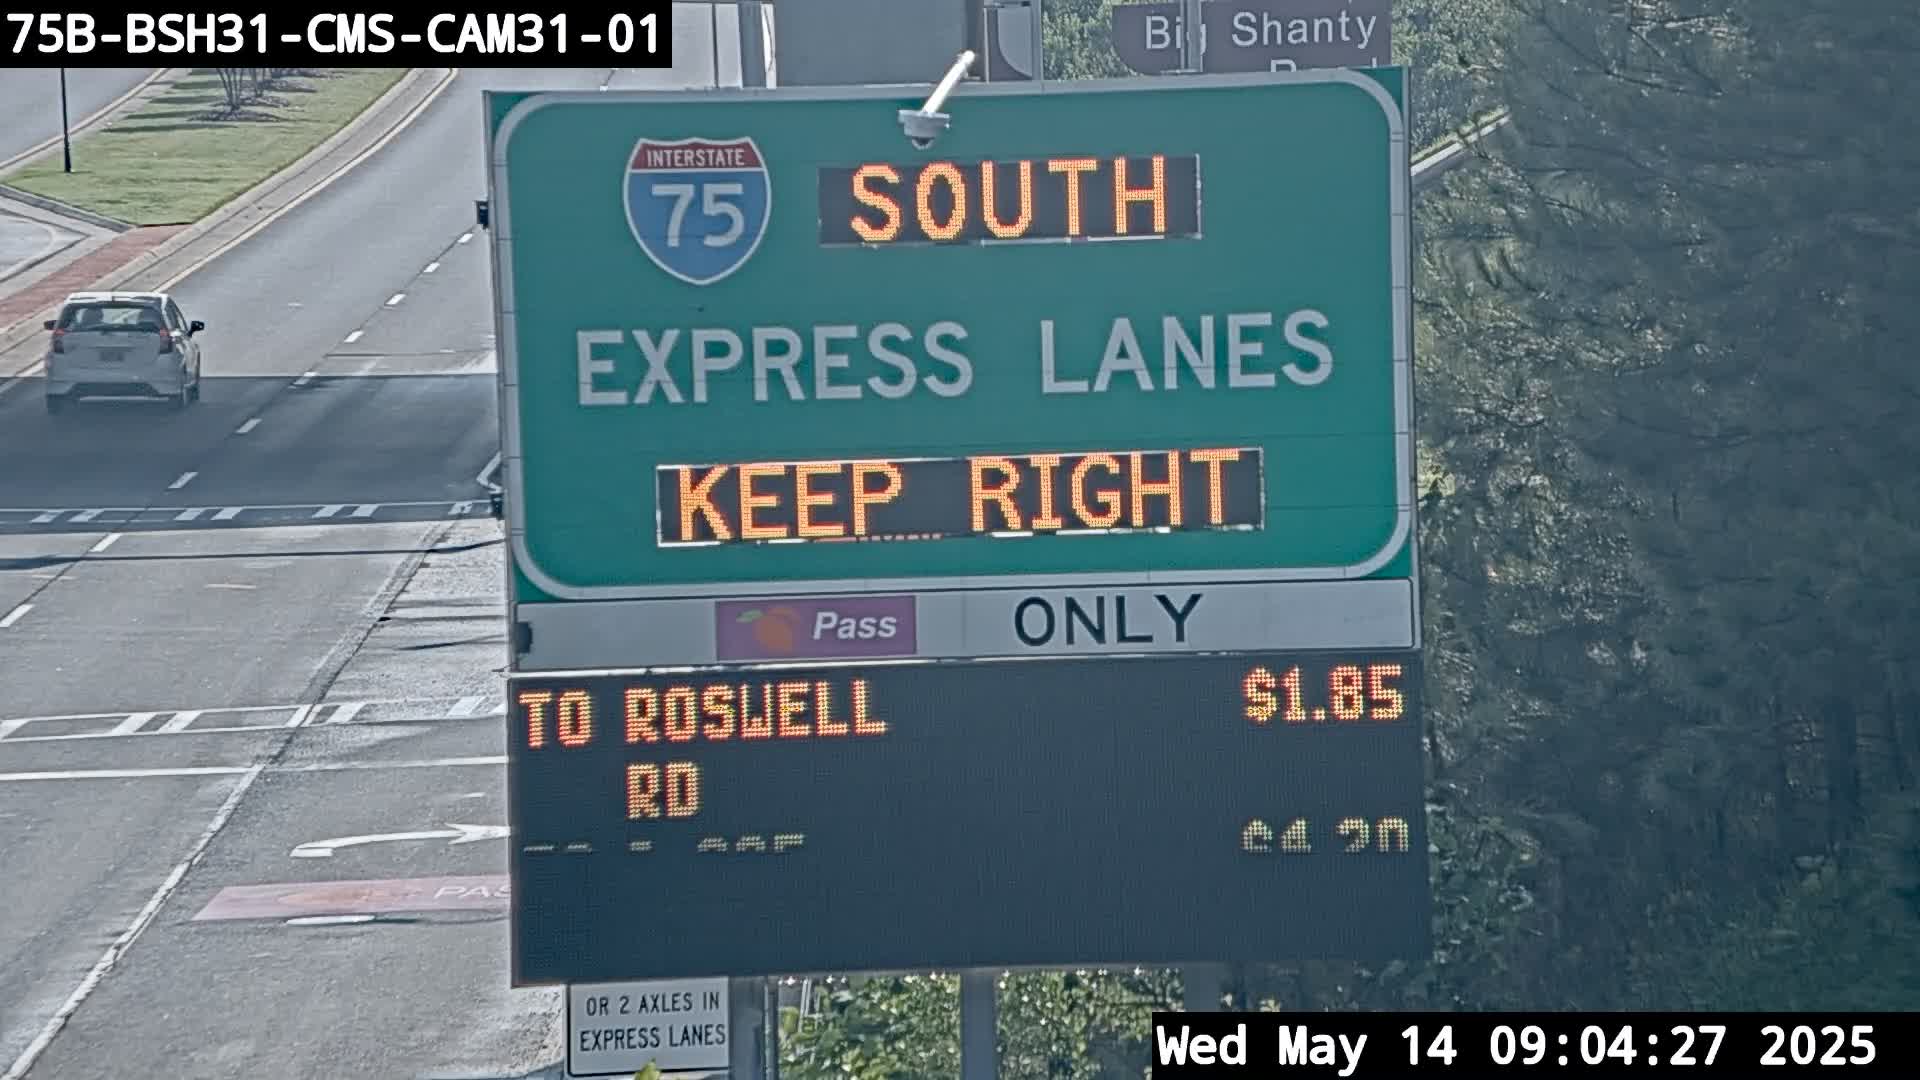 75B-BSH31-CMS-CAM31-01
Big Shanty
Road
INTERSTATE
75
SOUTH
EXPRESS LANES
KEEP RIGHT
Pass ONLY
TO ROSWELL $1.85
RD
OR 2 AXLES IN
EXPRESS LANES
Wed May 14 09:04:27 2025